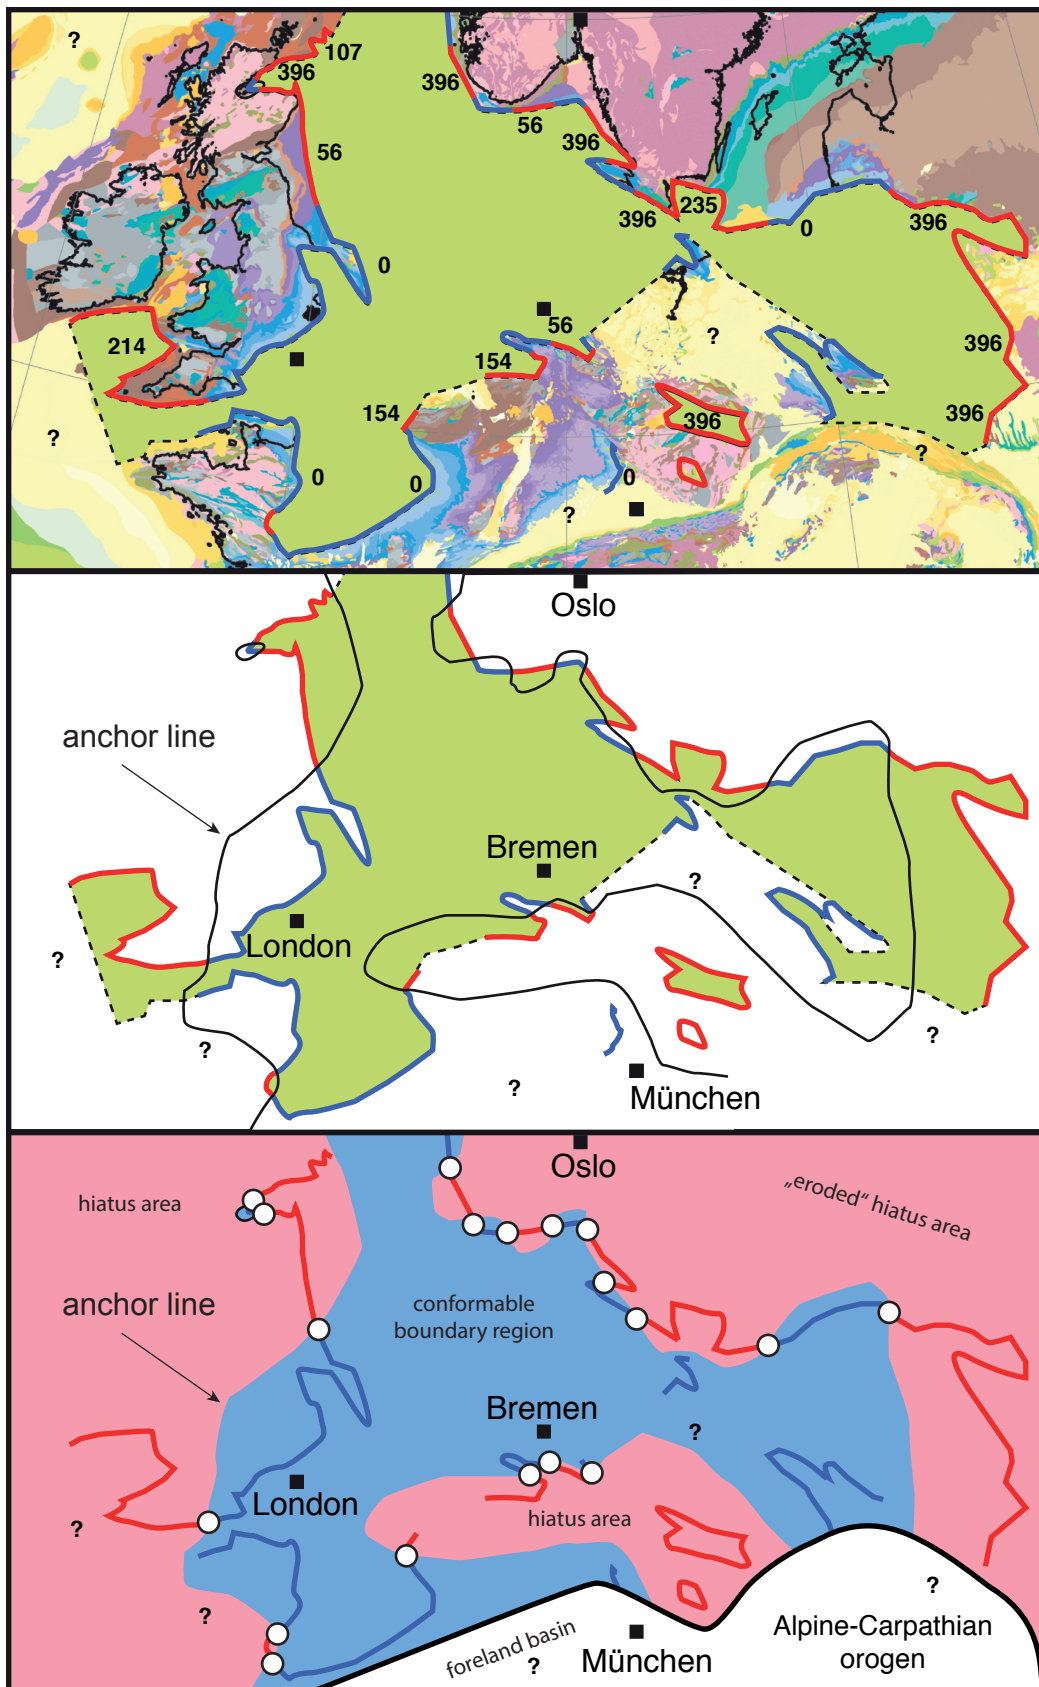 ?
107
396
396
56
56
396
396
235
0
396
0
56
?
214
154
396
154
396
396
?
?
0
0
0
?
Oslo
anchor line
Bremen
?
London
?
?
?
?
München
Oslo
hiatus area
„eroded“ hiatus area
anchor line
conformable
boundary region
Bremen
?
London
hiatus area
?
?
?
Alpine-Carpathian
orogen
foreland basin
?
München